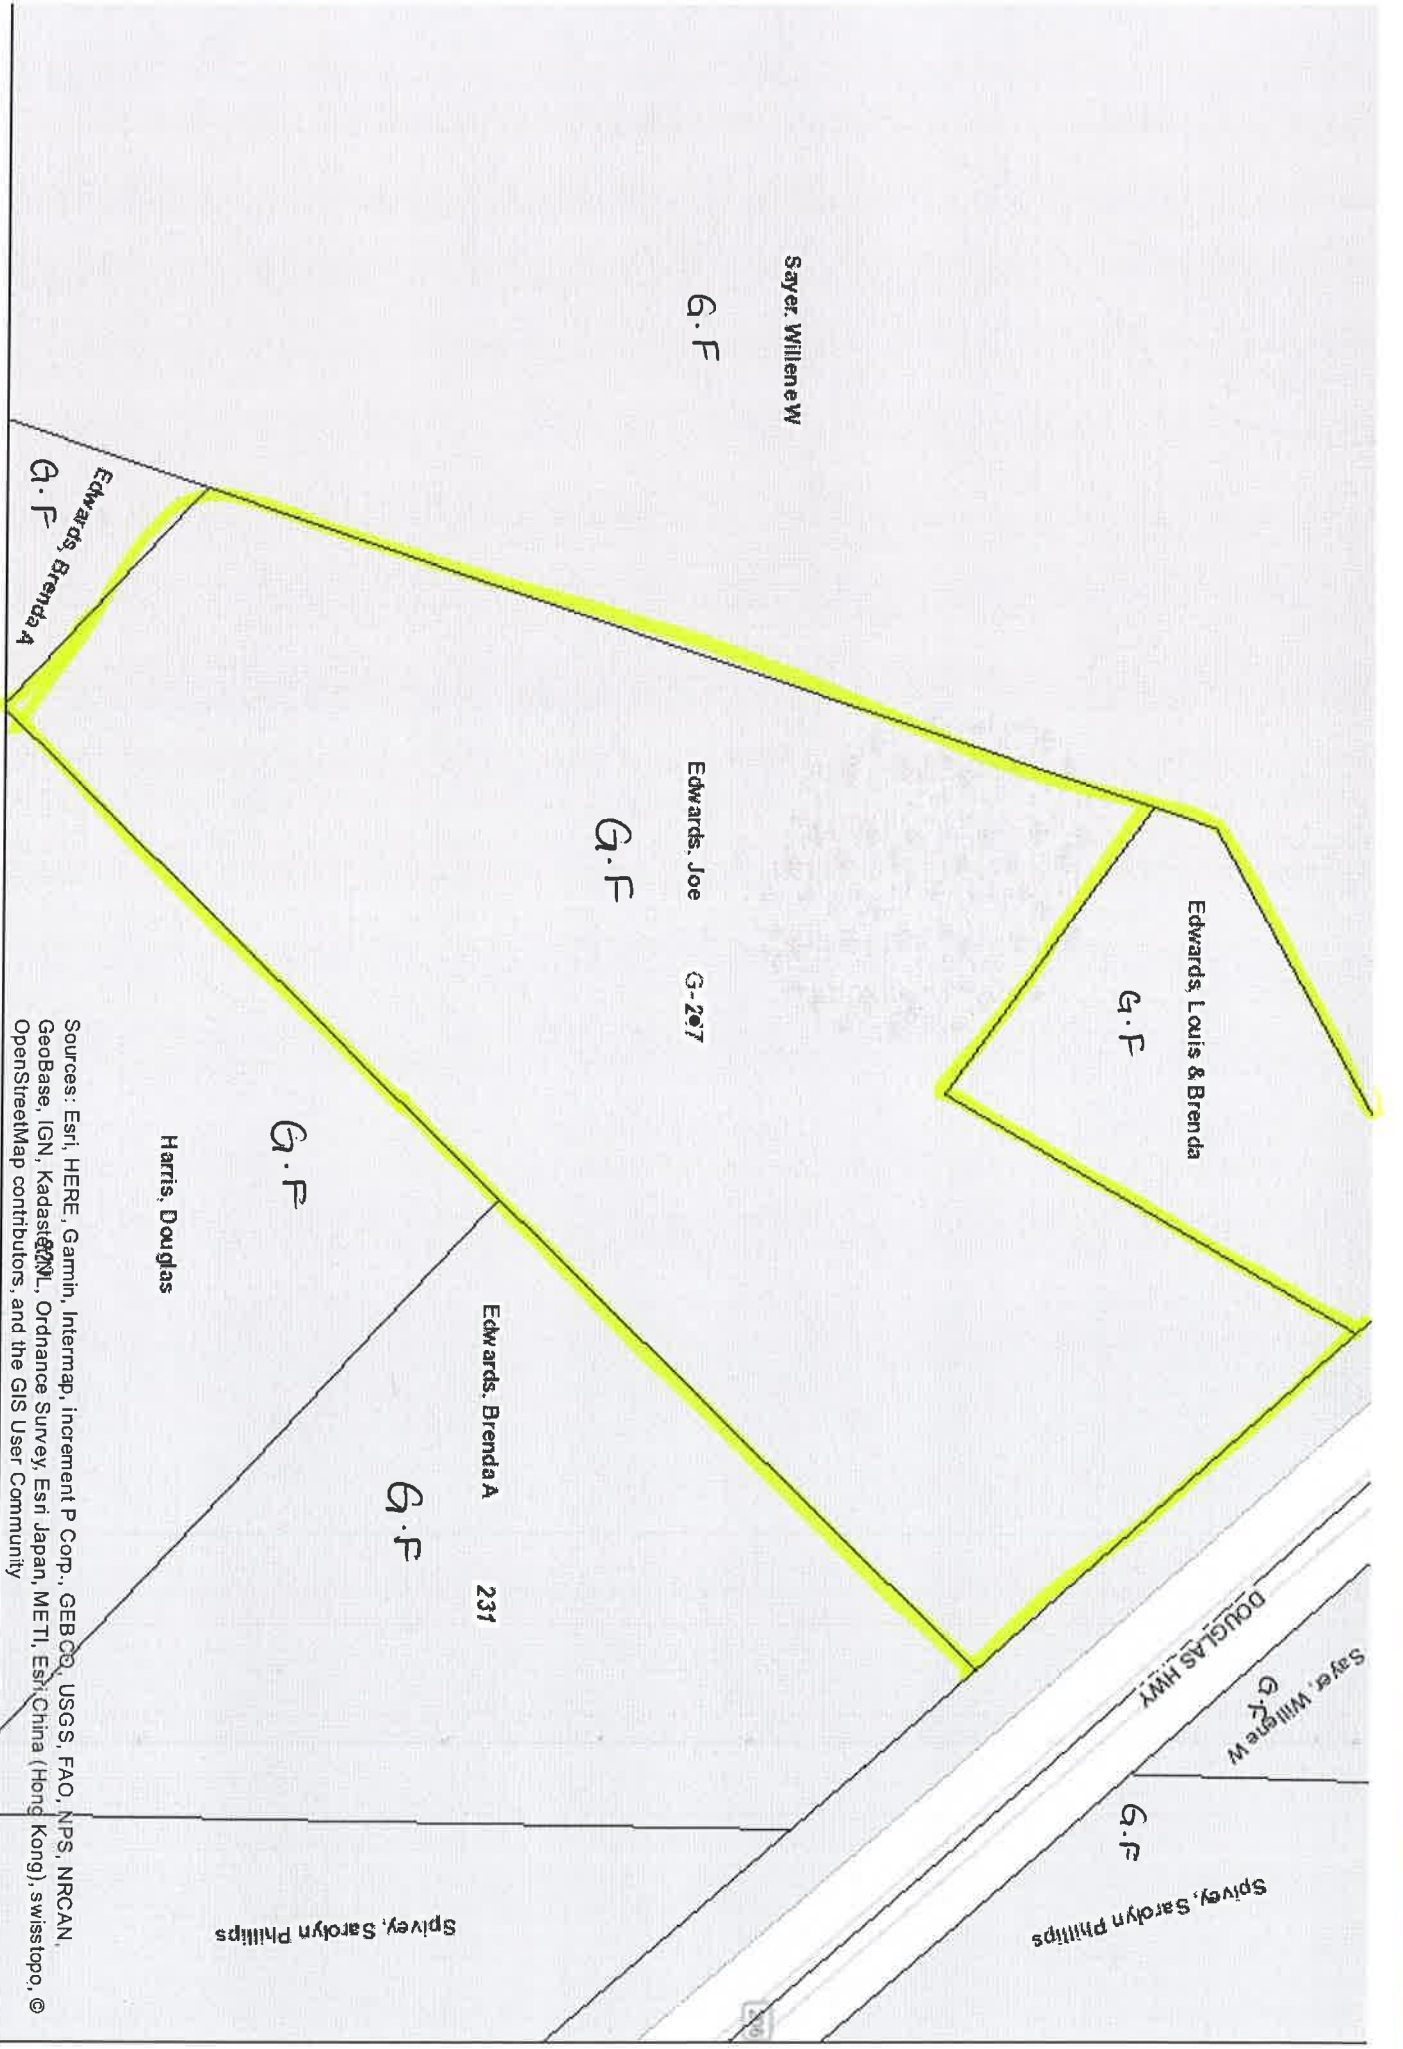 Edwards, Louis & Brenda
G.F
Sayer, Willene W
G.F
Edwards, Joe
G.F
Edwards, Brenda A
231
G.F
Edwards, Brenda A
G.F
Harris, Douglas
G.F
DOUGLAS HWY
Sayer, Willene W
Spivey, Sarolyn Phillips
G.F
Spivey, Sarolyn Phillips
206
Sources: Esri, HERE, Garmin, Intermap, increment P Corp., GEBCO, USGS, FAO, NPS, NRCAN,
GeoBase, IGN, Kadaster NL, Ordnance Survey, Esri Japan, METI, Esri China (Hong Kong), swisstopo, ©
OpenStreetMap contributors, and the GIS User Community